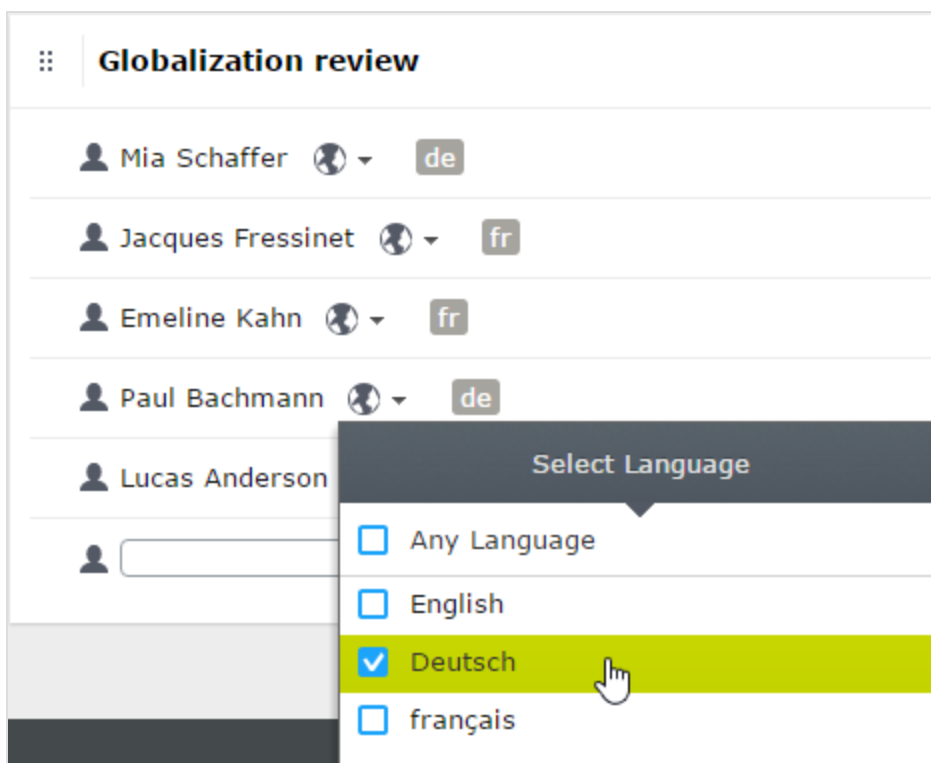 Globalization review
Mia Schaffer de
Jacques Fressinet fr
Emeline Kahn fr
Paul Bachmann de
Lucas Anderson
Select Language
Any Language
English
Deutsch
français